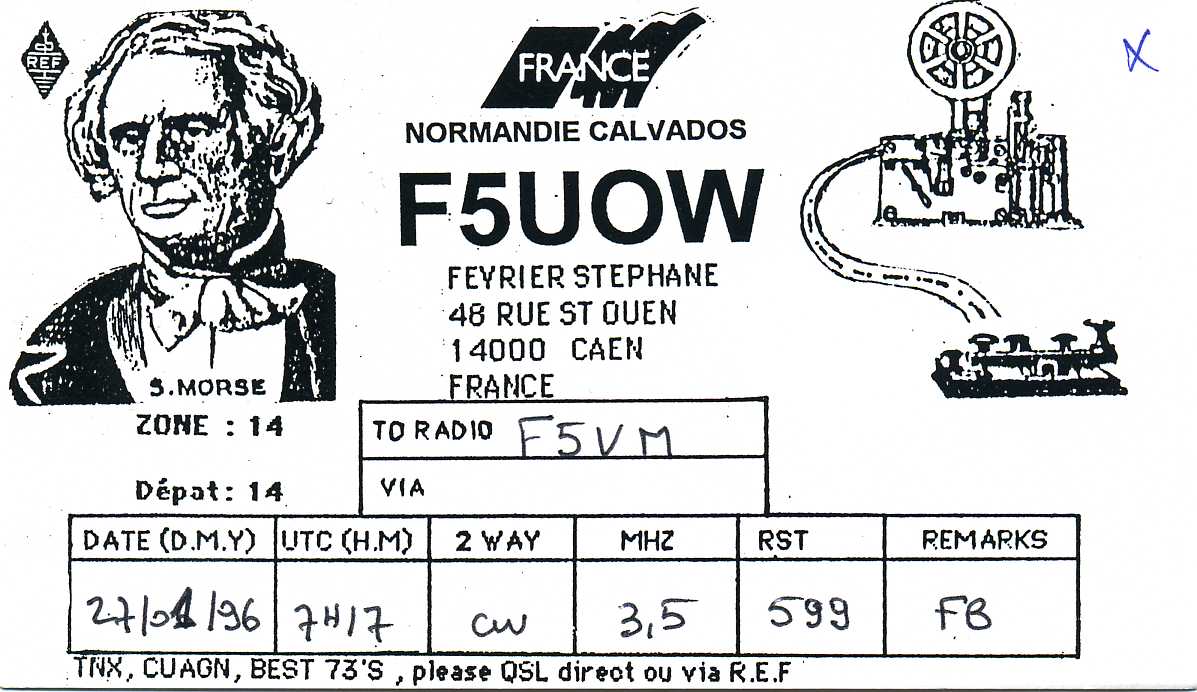 REF
FRANCE
NORMANDIE CALVADOS
F5UOW
FEVRIER STEPHANE
48 RUE ST OUEN
14000 CAEN
FRANCE
S.MORSE
ZONE : 14
TO RADIO F5VM
Dépat: 14
VIA
DATE (D.M.Y) UTC (H.M) 2 WAY MHZ RST REMARKS
27/01/96 7H17 cw 3,5 599 FB
TNX, CUAGN, BEST 73'S , please QSL direct ou via R.E.F